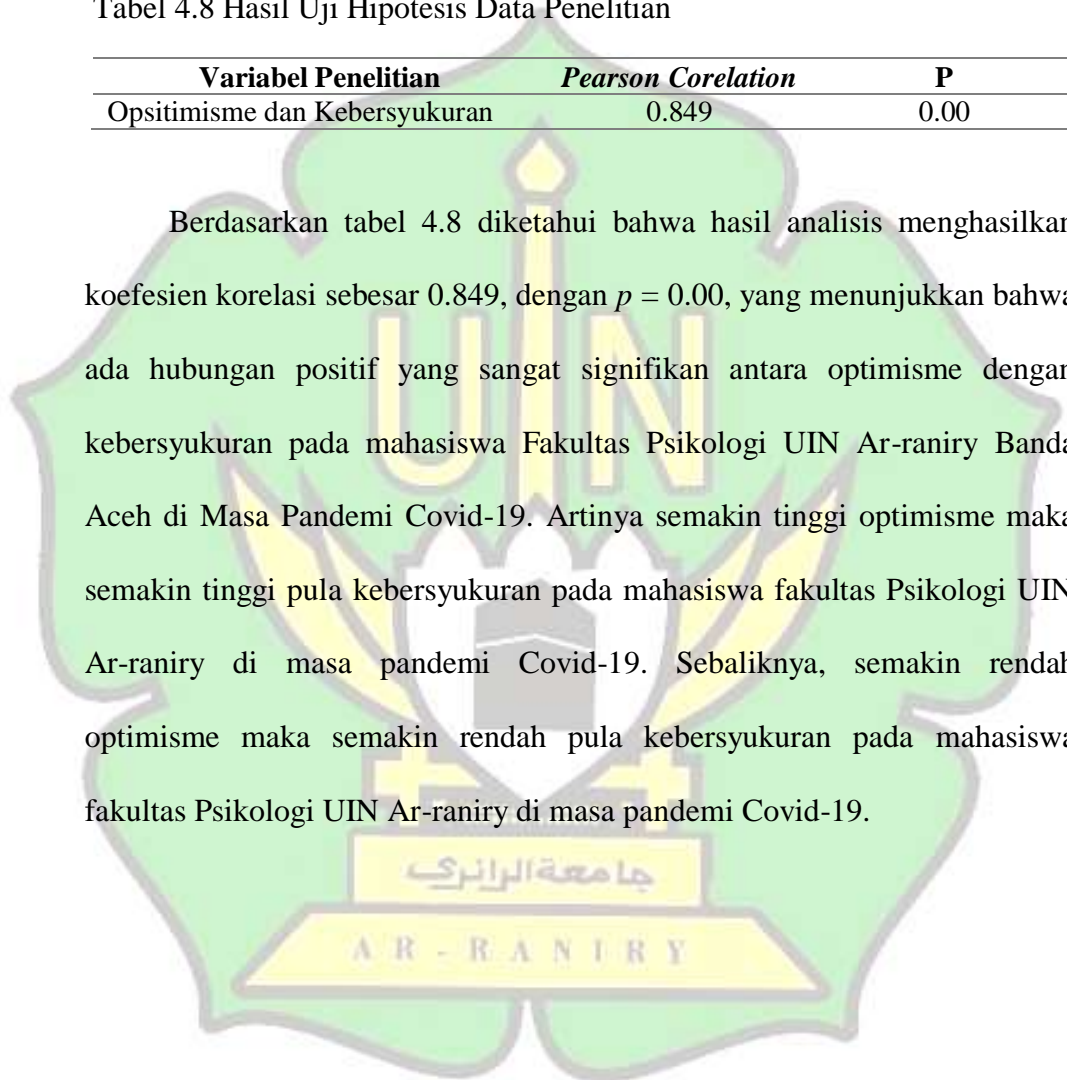 Tabel 4.8 Hasil Uji Hipotesis Data Penelitian
Variabel Penelitian Pearson Corelation P
Opsitimisme dan Kebersyukuran 0.849 0.00
Berdasarkan tabel 4.8 diketahui bahwa hasil analisis menghasilkan
koefesien korelasi sebesar 0.849, dengan p = 0.00, yang menunjukkan bahwa
ada hubungan positif yang sangat signifikan antara optimisme dengan
kebersyukuran pada mahasiswa Fakultas Psikologi UIN Ar-raniry Banda
Aceh di Masa Pandemi Covid-19. Artinya semakin tinggi optimisme maka
semakin tinggi pula kebersyukuran pada mahasiswa fakultas Psikologi UIN
Ar-raniry di masa pandemi Covid-19. Sebaliknya, semakin rendah
optimisme maka semakin rendah pula kebersyukuran pada mahasiswa
fakultas Psikologi UIN Ar-raniry di masa pandemi Covid-19.
UIN
جامعة الرانري
AR-RANIRY